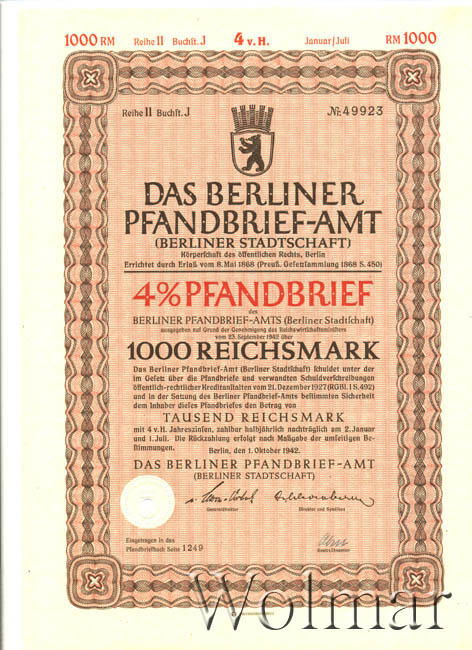 1000 RM Reihe II Buchst. J 4 v. H. Januar/Juli RM 1000
Reihe II Buchst. J № 49923
DAS BERLINER
PFANDBRIEF-AMT
(BERLINER STADTSCHAFT)
Körperschaft des öffentlichen Rechts, Berlin
Errichtet durch Erlaß vom 8. Mai 1868 (Preuß. Gesetzsammlung 1868 S. 450)
4% PFANDBRIEF
des
BERLINER PFANDBRIEF-AMTS (Berliner Stadtschaft)
ausgegeben auf Grund der Genehmigung des Reichswirtschaftsministers
vom 23. September 1942 über
1000 REICHSMARK
Das Berliner Pfandbrief-Amt (Berliner Stadtschaft) schuldet unter der
im Gesetz über die Pfandbriefe und verwandten Schuldverschreibungen
öffentlich-rechtlicher Kreditanstalten vom 21. Dezember 1927 (RGBl. I S. 492)
und in der Satzung des Berliner Pfandbrief-Amts bestimmten Sicherheit
dem Inhaber dieses Pfandbriefes den Betrag von
TAUSEND REICHSMARK
mit 4 v. H. Jahreszinsen, zahlbar halbjährlich nachträglich am 2. Januar
und 1. Juli. Die Rückzahlung erfolgt nach Maßgabe der umseitigen Be-
stimmungen.
Berlin, den 1. Oktober 1942.
DAS BERLINER PFANDBRIEF-AMT
(BERLINER STADTSCHAFT)
Generaldirektor Direktor und Syndikus
Eingetragen in das
Pfandbriefbuch Seite 1249
Kontrollbeamter
Wolmar